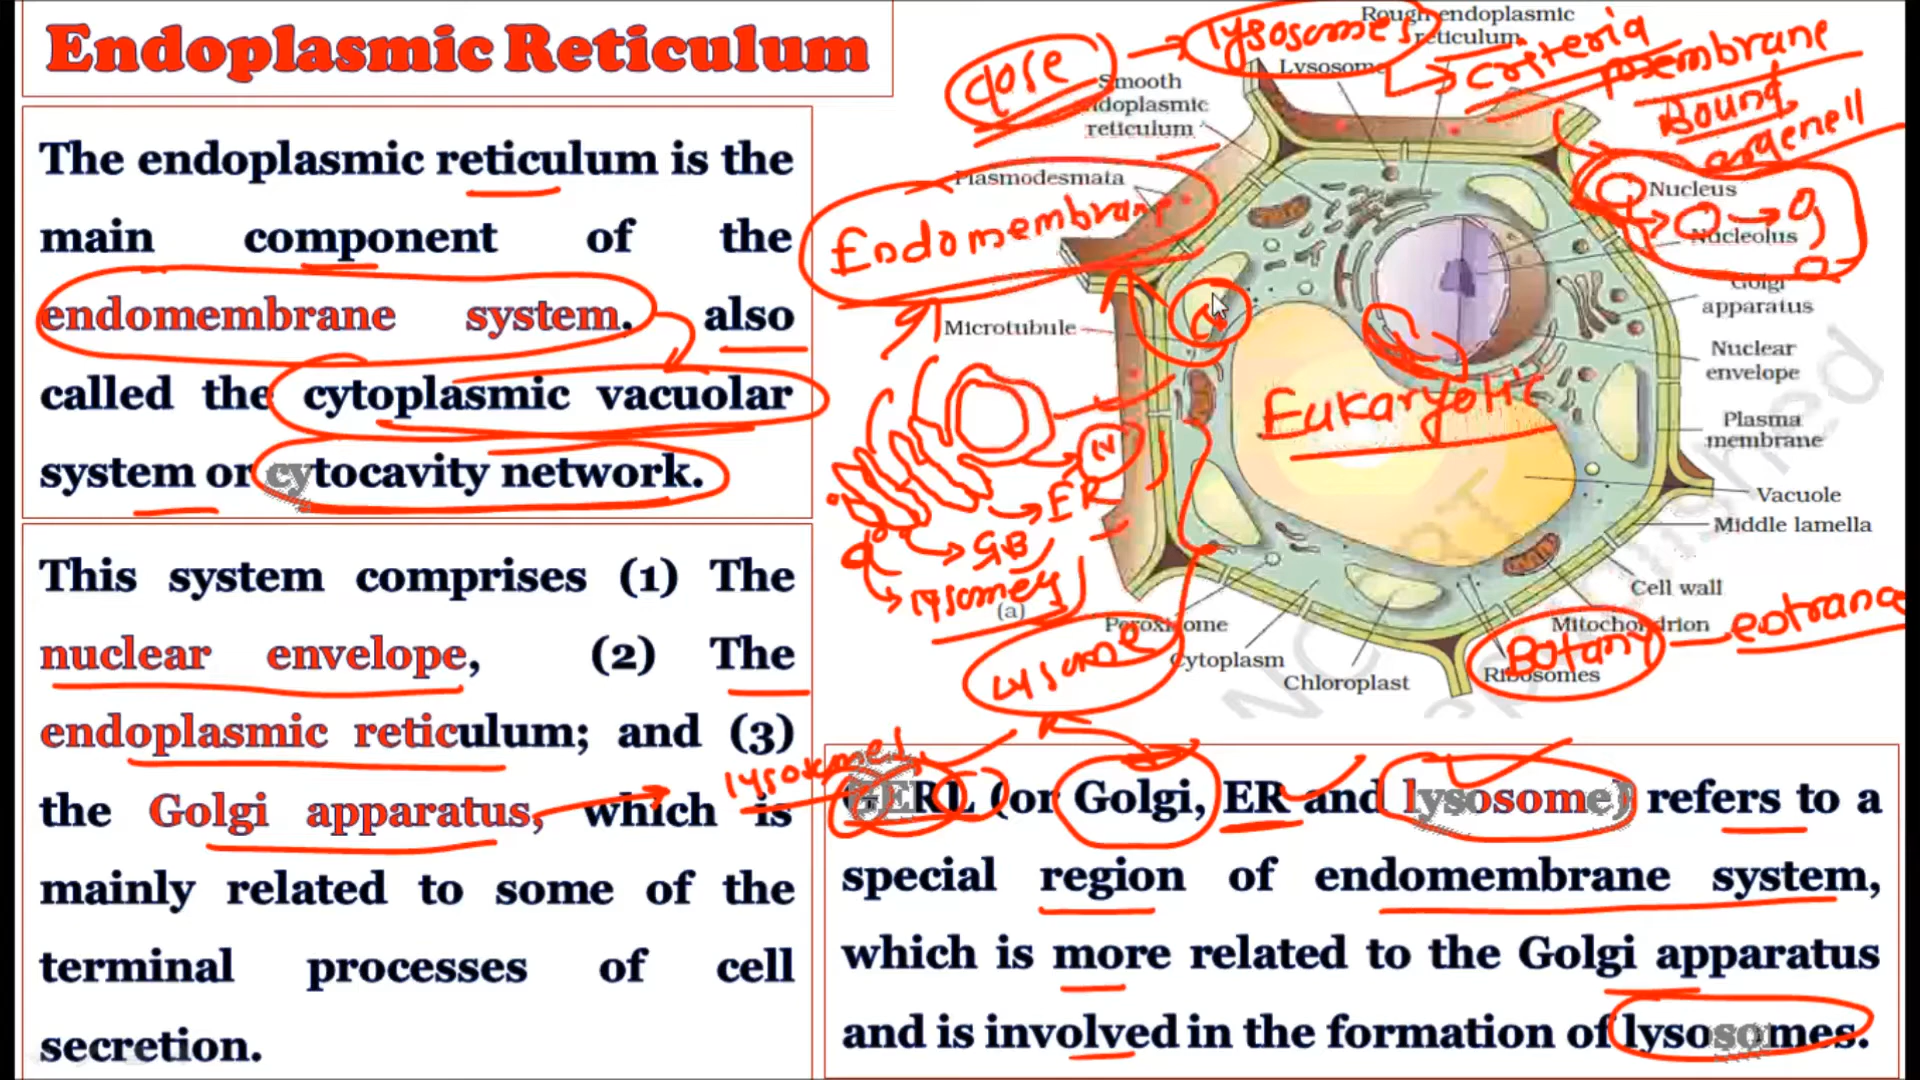 Endoplasmic Reticulum
The endoplasmic reticulum is the
main component of the
endomembrane system. also
called the cytoplasmic vacuolar
system or cytocavity network.
This system comprises (1) The
nuclear envelope, (2) The
endoplasmic reticulum; and (3)
the Golgi apparatus, which is
mainly related to some of the
terminal processes of cell
secretion.
close
lysosomes
criteria
membrane
Bound
Rough endoplasmic
reticulum
Lysosome
Smooth
endoplasmic
reticulum
Plasmodesmata
Endomembrane
Microtubule
Nucleus
Nucleolus
Golgi
apparatus
Nuclear
envelope
Plasma
membrane
Eukaryotic
Vacuole
Middle lamella
Cell wall
Mitochondrion
Ribosomes
Botany
Chloroplast
Cytoplasm
Peroxisome
(a)
N
ER
GB
lysosome
GERL (or Golgi, ER and lysosome) refers to a
special region of endomembrane system,
which is more related to the Golgi apparatus
and is involved in the formation of lysosomes.